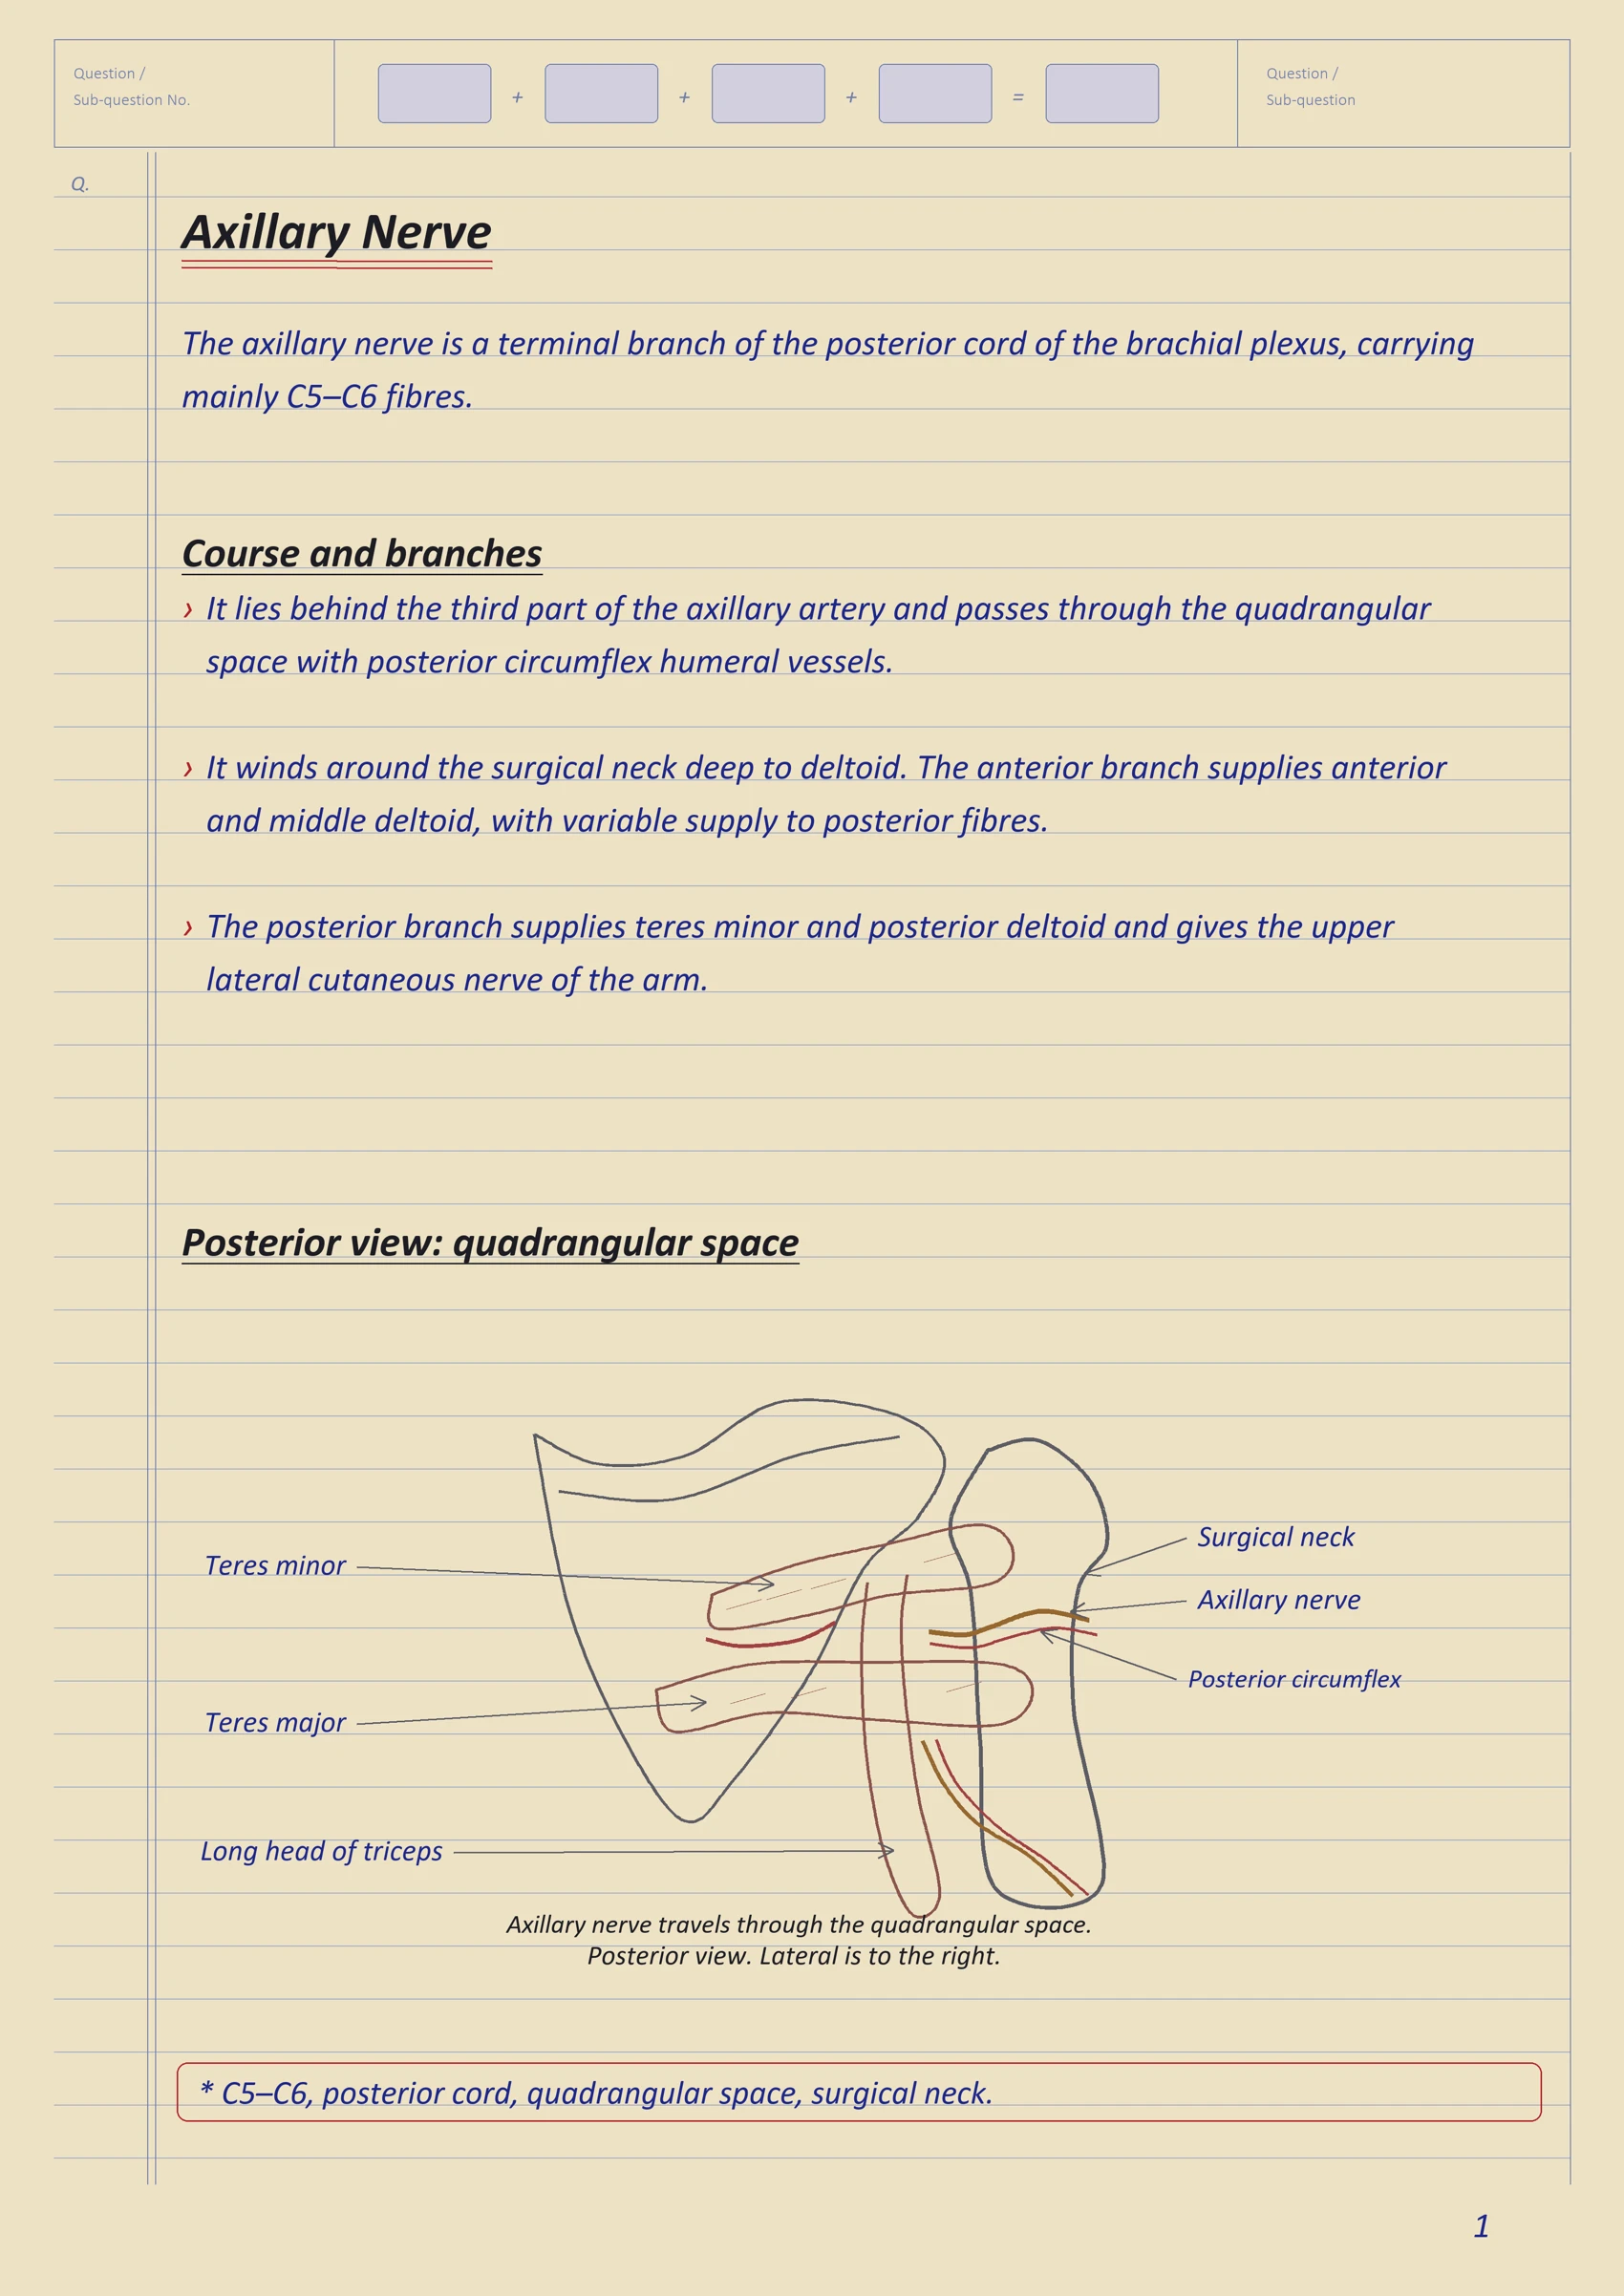 Question /
Sub-question No.
+ + + =
Question /
Sub-question
Q.
Axillary Nerve
The axillary nerve is a terminal branch of the posterior cord of the brachial plexus, carrying
mainly C5–C6 fibres.
Course and branches
› It lies behind the third part of the axillary artery and passes through the quadrangular
space with posterior circumflex humeral vessels.
› It winds around the surgical neck deep to deltoid. The anterior branch supplies anterior
and middle deltoid, with variable supply to posterior fibres.
› The posterior branch supplies teres minor and posterior deltoid and gives the upper
lateral cutaneous nerve of the arm.
Posterior view: quadrangular space
Surgical neck
Teres minor
Axillary nerve
Posterior circumflex
Teres major
Long head of triceps
Axillary nerve travels through the quadrangular space.
Posterior view. Lateral is to the right.
* C5–C6, posterior cord, quadrangular space, surgical neck.
1